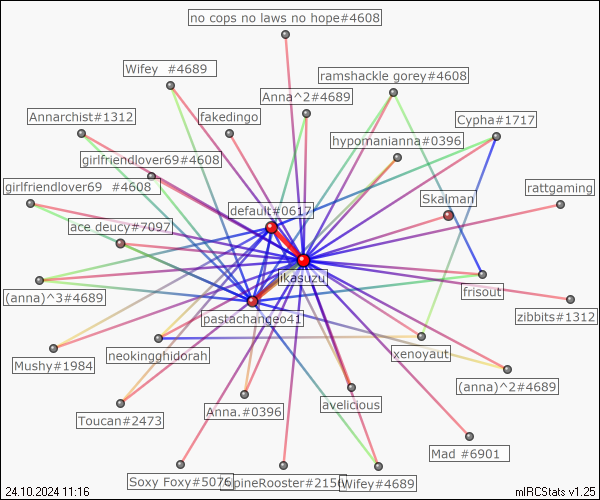 no cops no laws no hope#4608
Wifey #4689
ramshackle gorey#4608
Anna^2#4689
Annarchist#1312
fakedingo
Cypha#1717
hypomanianna#0396
girlfriendlover69#4608
girlfriendlover69 #4608
Skalman
rattgaming
default#0617
ace deucy#7097
likasuzu
(anna)^3#4689
frisout
pastachangeo41
zibbits#1312
neokingghidorah
xenoyaut
Mushy#1984
(anna)^2#4689
Toucan#2473
Anna.#0396
avelicious
Mad #6901
Soxy Foxy#5076
Wifey#4689
24.10.2024 11:16
mIRCStats v1.25